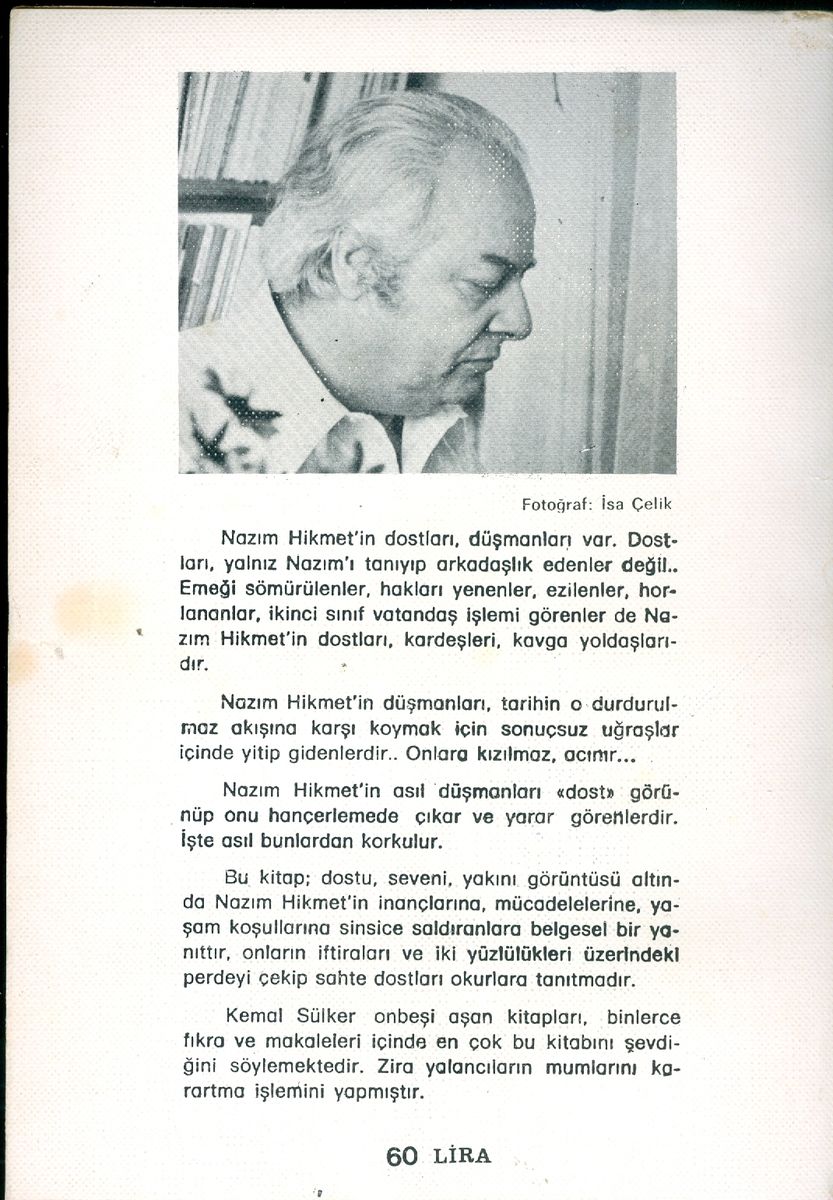 Fotoğraf: İsa Çelik
Nazım Hikmet'in dostları, düşmanları var. Dost-
ları, yalnız Nazım'ı tanıyıp arkadaşlık edenler değil..
Emeği sömürülenler, hakları yenenler, ezilenler, hor-
lananlar, ikinci sınıf vatandaş işlemi görenler de Na-
zım Hikmet'in dostları, kardeşleri, kavga yoldaşları-
dır.
Nazım Hikmet'in düşmanları, tarihin o durdurul-
maz akışına karşı koymak için sonuçsuz uğraşlar
içinde yitip gidenlerdir.. Onlara kızılmaz, acınır...
Nazım Hikmet'in asıl düşmanları «dost» görü-
nüp onu hançerlemede çıkar ve yarar görenlerdir.
İşte asıl bunlardan korkulur.
Bu kitap; dostu, seveni, yakını görüntüsü altın-
da Nazım Hikmet'in inançlarına, mücadelelerine, ya-
şam koşullarına sinsice saldıranlara belgesel bir ya-
nıttır, onların iftiraları ve iki yüzlülükleri üzerindeki
perdeyi çekip sahte dostları okurlara tanıtmadır.
Kemal Sülker onbeşi aşan kitapları, binlerce
fıkra ve makaleleri içinde en çok bu kitabını sevdi-
ğini söylemektedir. Zira yalancıların mumlarını ka-
rartma işlemini yapmıştır.
60 LİRA